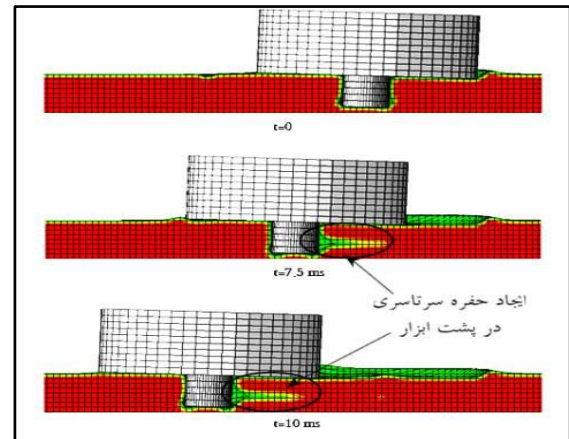 t=0
t=7.5 ms
ایجاد حفره سرتاسری
در پشت ابزار
t=10 ms